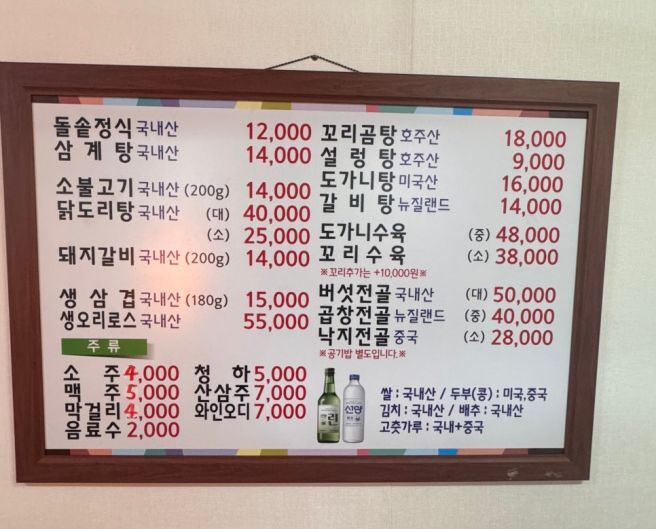 돌솥정식 국내산 12,000
삼계탕 국내산 14,000
소불고기 국내산 (200g) 14,000
닭도리탕 국내산 (대) 40,000
(소) 25,000
돼지갈비 국내산 (200g) 14,000
생삼겹 국내산 (180g) 15,000
생오리로스 국내산 55,000
꼬리곰탕 호주산 18,000
설렁탕 호주산 9,000
도가니탕 미국산 16,000
갈비탕 뉴질랜드 14,000
도가니수육 (중) 48,000
꼬리수육 (소) 38,000
※꼬리추가는 +10,000원※
버섯전골 국내산 (대) 50,000
곱창전골 뉴질랜드 (중) 40,000
낙지전골 중국 (소) 28,000
※공기밥 별도입니다.※
주류
소주 4,000 청하 5,000
맥주 5,000 산삼주 7,000
막걸리 4,000 와인오디 7,000
음료수 2,000
린
선양
쌀 : 국내산 / 두부(콩) : 미국,중국
김치 : 국내산 / 배추 : 국내산
고춧가루 : 국내+중국